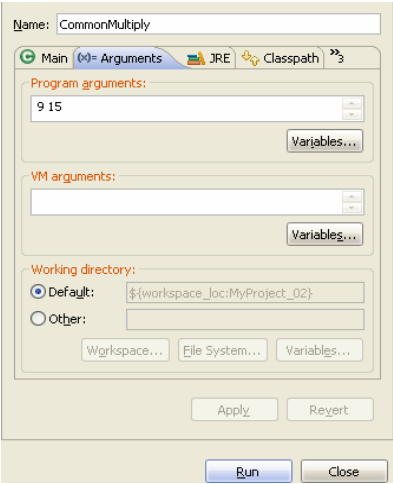 Name: CommonMultiply
Main (x)= Arguments JRE Classpath »3
Program arguments:
9 15
Variables...
VM arguments:
Variables...
Working directory:
Default: ${workspace_loc:MyProject_02}
Other:
Workspace... File System... Variables...
Apply Revert
Run Close